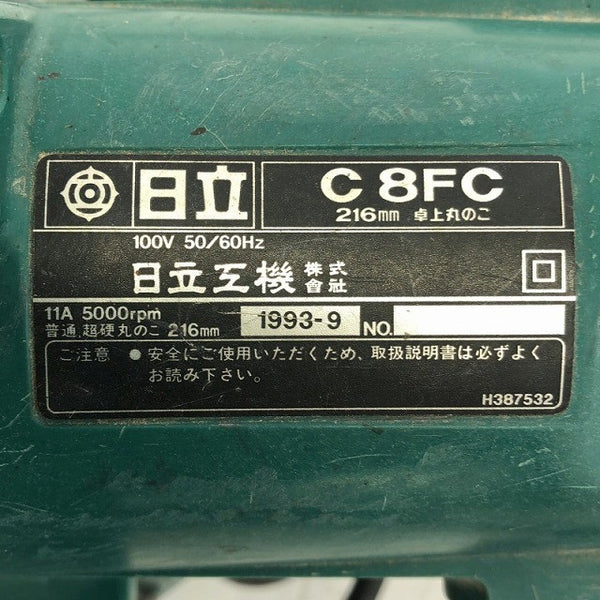 日立
C 8FC
216mm 卓上丸のこ
100V 50/60Hz
日立工機 株式會社
11A 5000rpm
普通、超硬丸のこ 216mm
1993-9
NO.
ご注意 ● 安全にご使用いただくため、取扱説明書は必ずよく
お読み下さい。
H387532